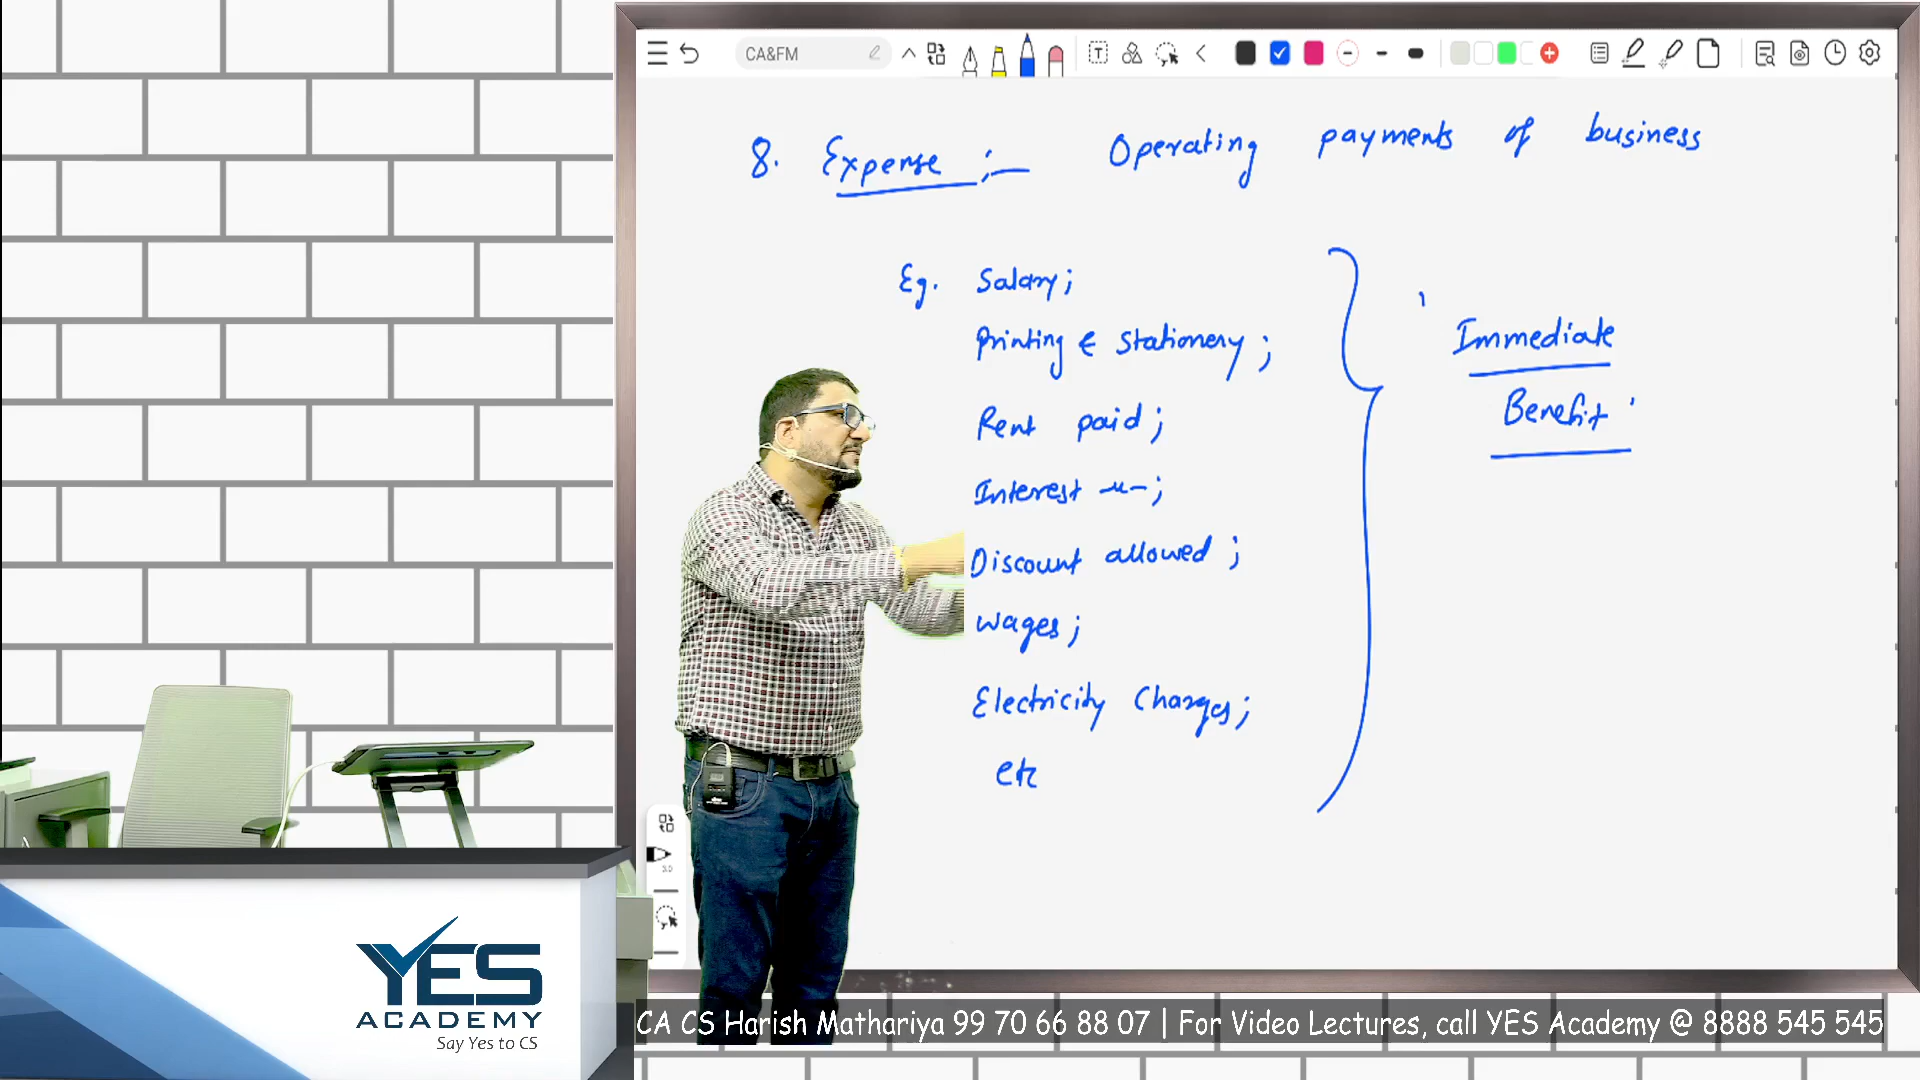 CA&FM
8. Expense :- Operating payments of business
Eg. Salary;
Printing & Stationery;
Rent paid;
Interest -〃-;
Discount allowed;
Wages;
Electricity Charges;
etc
'Immediate
Benefit'
YES
ACADEMY
Say Yes to CS
CA CS Harish Mathariya 99 70 66 88 07 | For Video Lectures, call YES Academy @ 8888 545 545